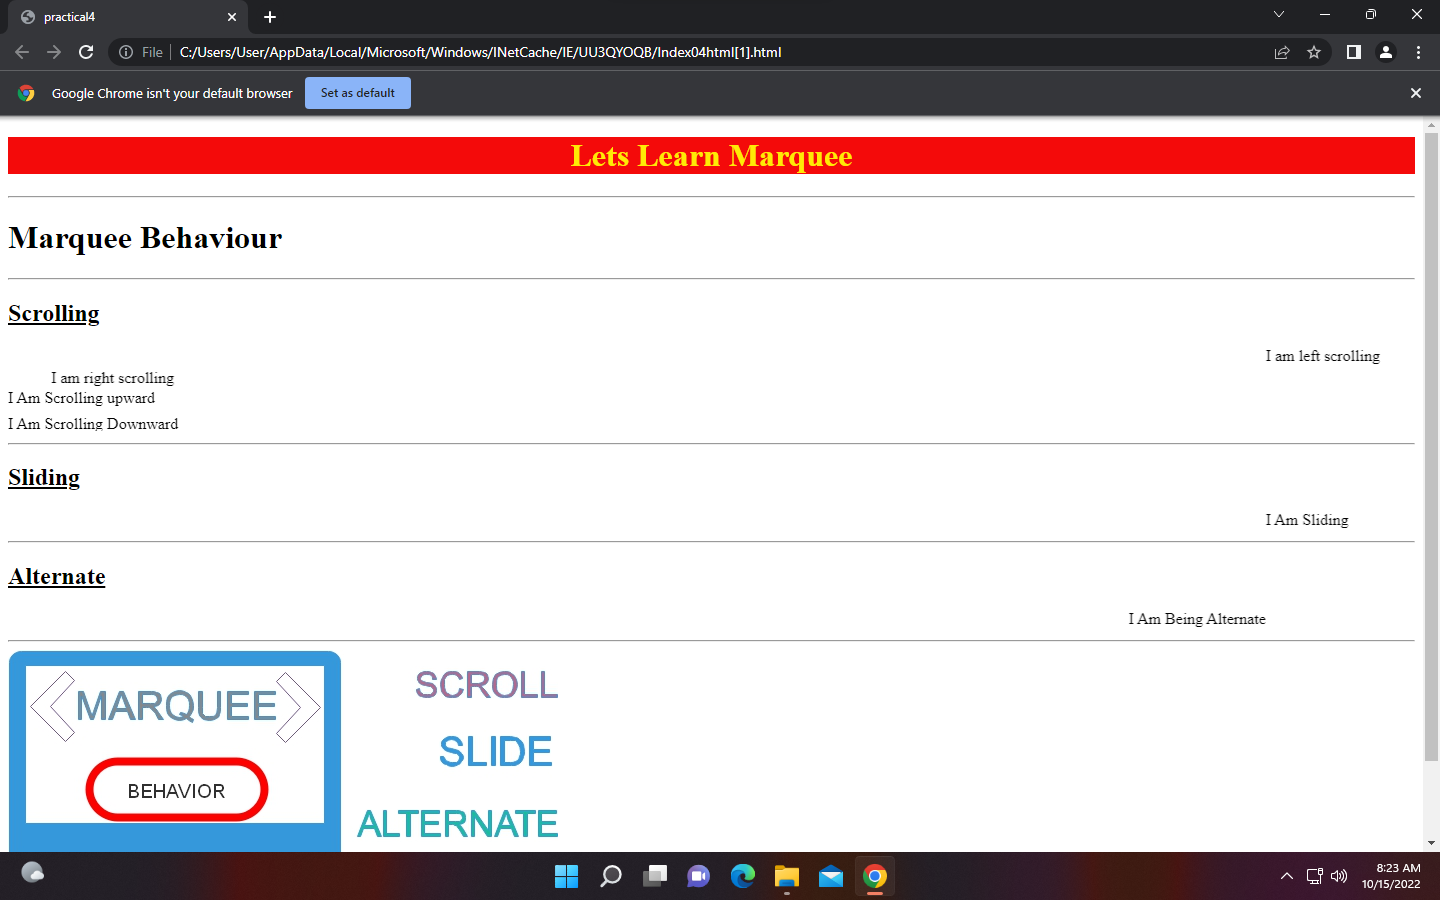 practical4
File C:/Users/User/AppData/Local/Microsoft/Windows/INetCache/IE/UU3QYOQB/Index04html[1].html
Google Chrome isn't your default browser Set as default
Lets Learn Marquee
Marquee Behaviour
Scrolling
I am left scrolling
I am right scrolling
I Am Scrolling upward
I Am Scrolling Downward
Sliding
I Am Sliding
Alternate
I Am Being Alternate
MARQUEE
BEHAVIOR
SCROLL
SLIDE
ALTERNATE
8:23 AM
10/15/2022